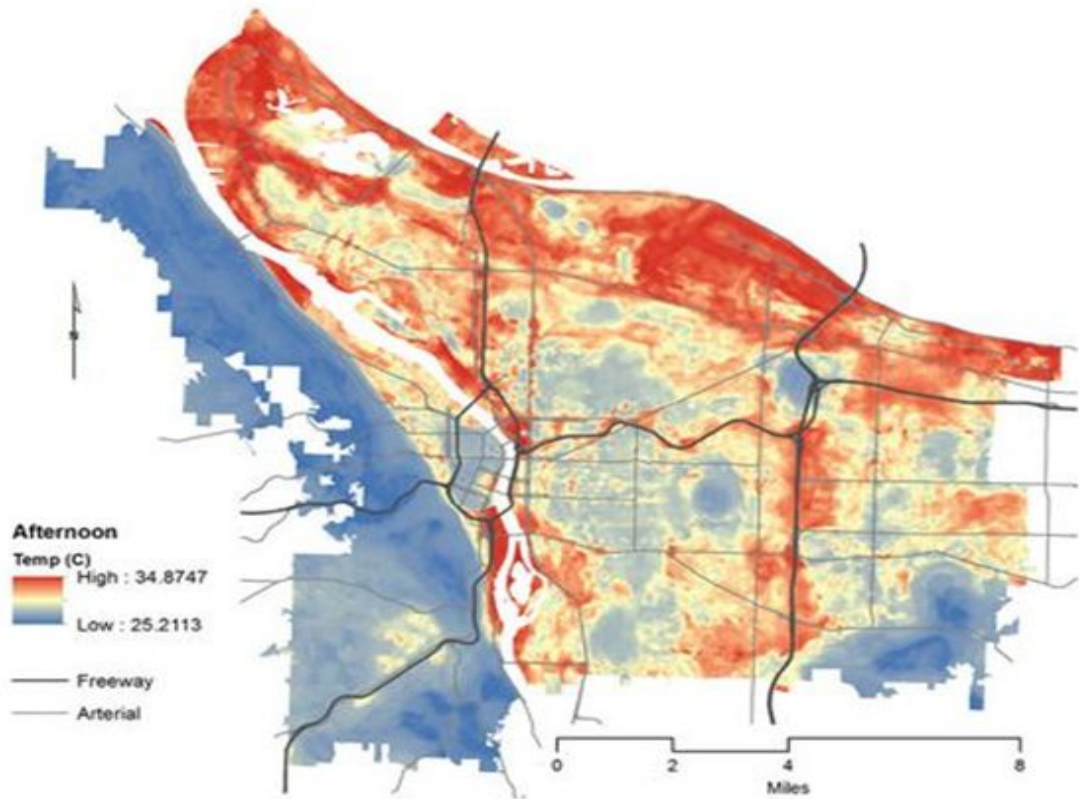 N
Afternoon
Temp (C)
High : 34.8747
Low : 25.2113
Freeway
Arterial
0 2 4 8
Miles